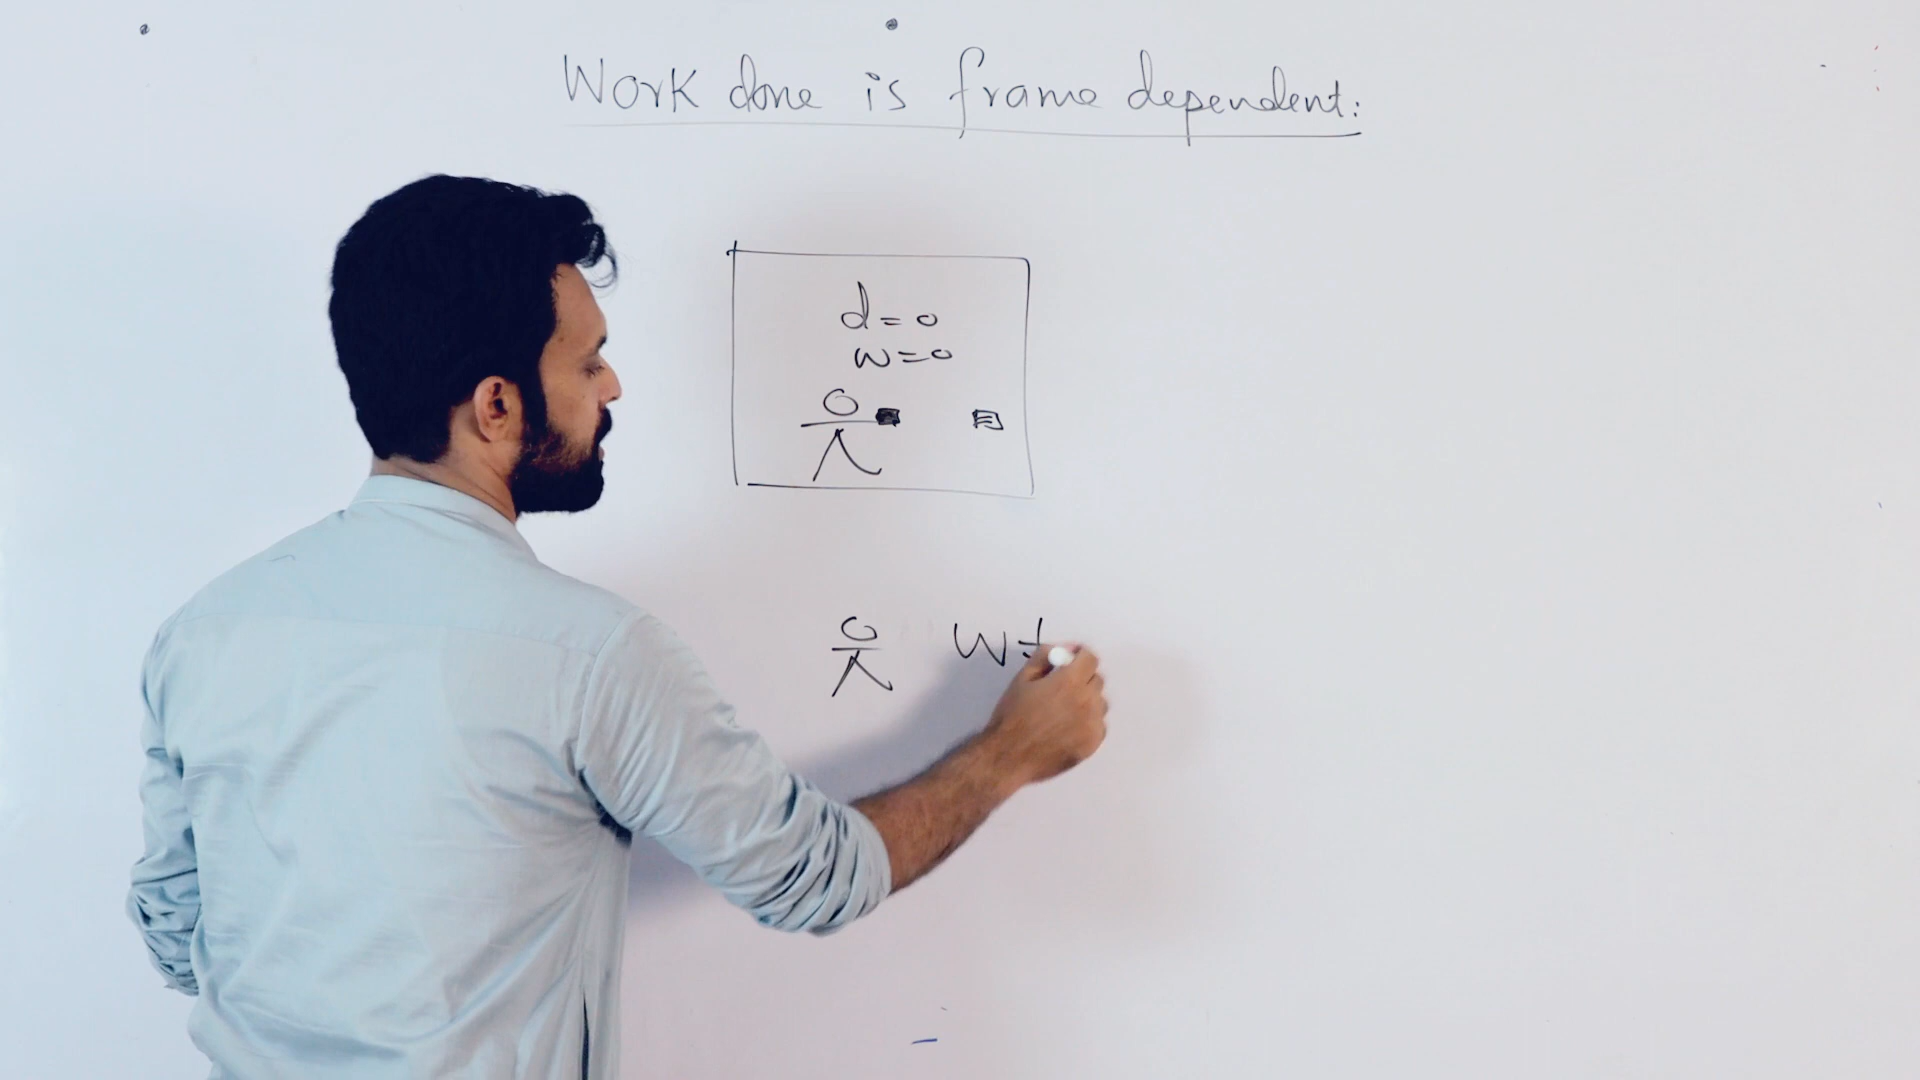 Work done is frame dependent:
d=0
w=0
W≠